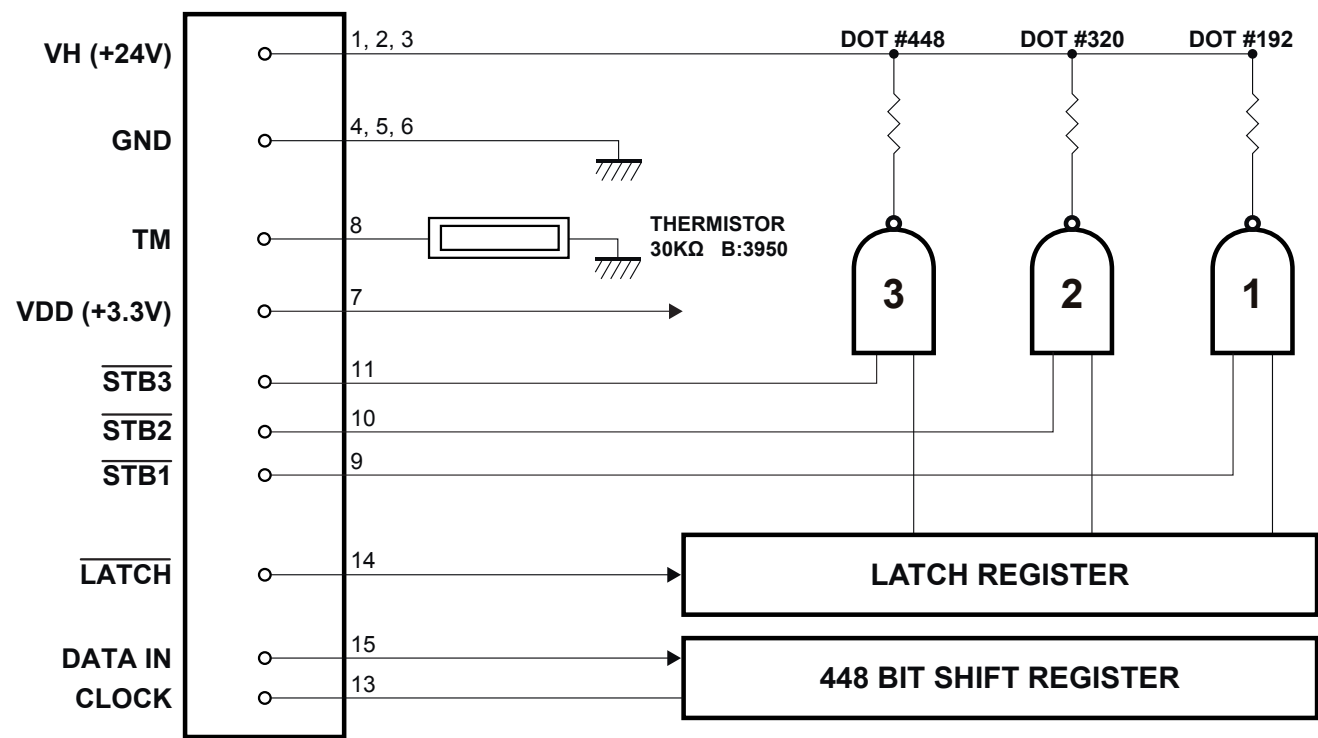 VH (+24V) 1, 2, 3 DOT #448 DOT #320 DOT #192
GND 4, 5, 6
TM 8 THERMISTOR
30KΩ B:3950
VDD (+3.3V) 7
3 2 1
STB3 11
STB2 10
STB1 9
LATCH 14 LATCH REGISTER
DATA IN 15
448 BIT SHIFT REGISTER
CLOCK 13